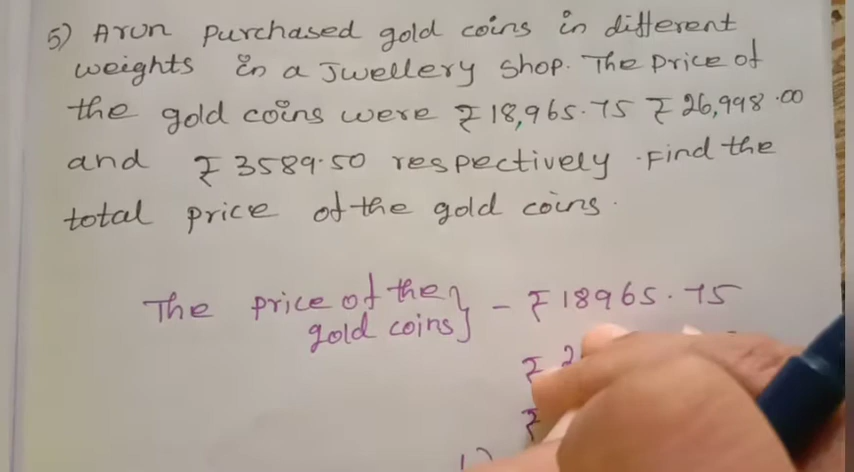 5) Arun purchased gold coins in different
weights in a Jwellery shop. The price of
the gold coins were ₹18,965.75 ₹26,998.00
and ₹3589.50 respectively. Find the
total price of the gold coins.
The price of the
gold coins} - ₹18965.75
₹ 2
₹